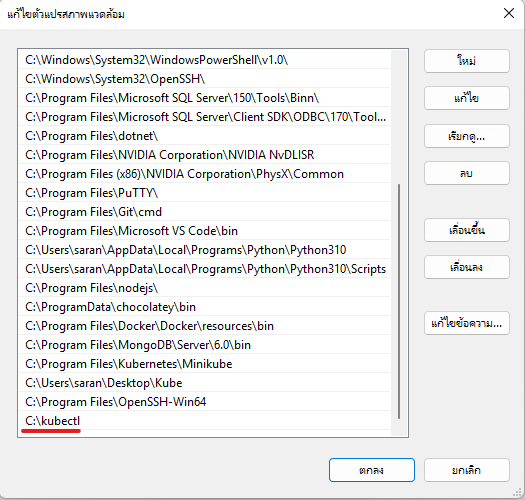 แก้ไขตัวแปรสภาพแวดล้อม
C:\Windows\System32\WindowsPowerShell\v1.0\
C:\Windows\System32\OpenSSH\
C:\Program Files\Microsoft SQL Server\150\Tools\Binn\
C:\Program Files\Microsoft SQL Server\Client SDK\ODBC\170\Tool...
C:\Program Files\dotnet\
C:\Program Files\NVIDIA Corporation\NVIDIA NvDLISR
C:\Program Files (x86)\NVIDIA Corporation\PhysX\Common
C:\Program Files\PuTTY\
C:\Program Files\Git\cmd
C:\Program Files\Microsoft VS Code\bin
C:\Users\saran\AppData\Local\Programs\Python\Python310
C:\Users\saran\AppData\Local\Programs\Python\Python310\Scripts
C:\Program Files\nodejs\
C:\ProgramData\chocolatey\bin
C:\Program Files\Docker\Docker\resources\bin
C:\Program Files\MongoDB\Server\6.0\bin
C:\Program Files\Kubernetes\Minikube
C:\Users\saran\Desktop\Kube
C:\Program Files\OpenSSH-Win64
C:\kubectl
ใหม่
แก้ไข
เรียกดู...
ลบ
เลื่อนขึ้น
เลื่อนลง
แก้ไขข้อความ...
ตกลง
ยกเลิก